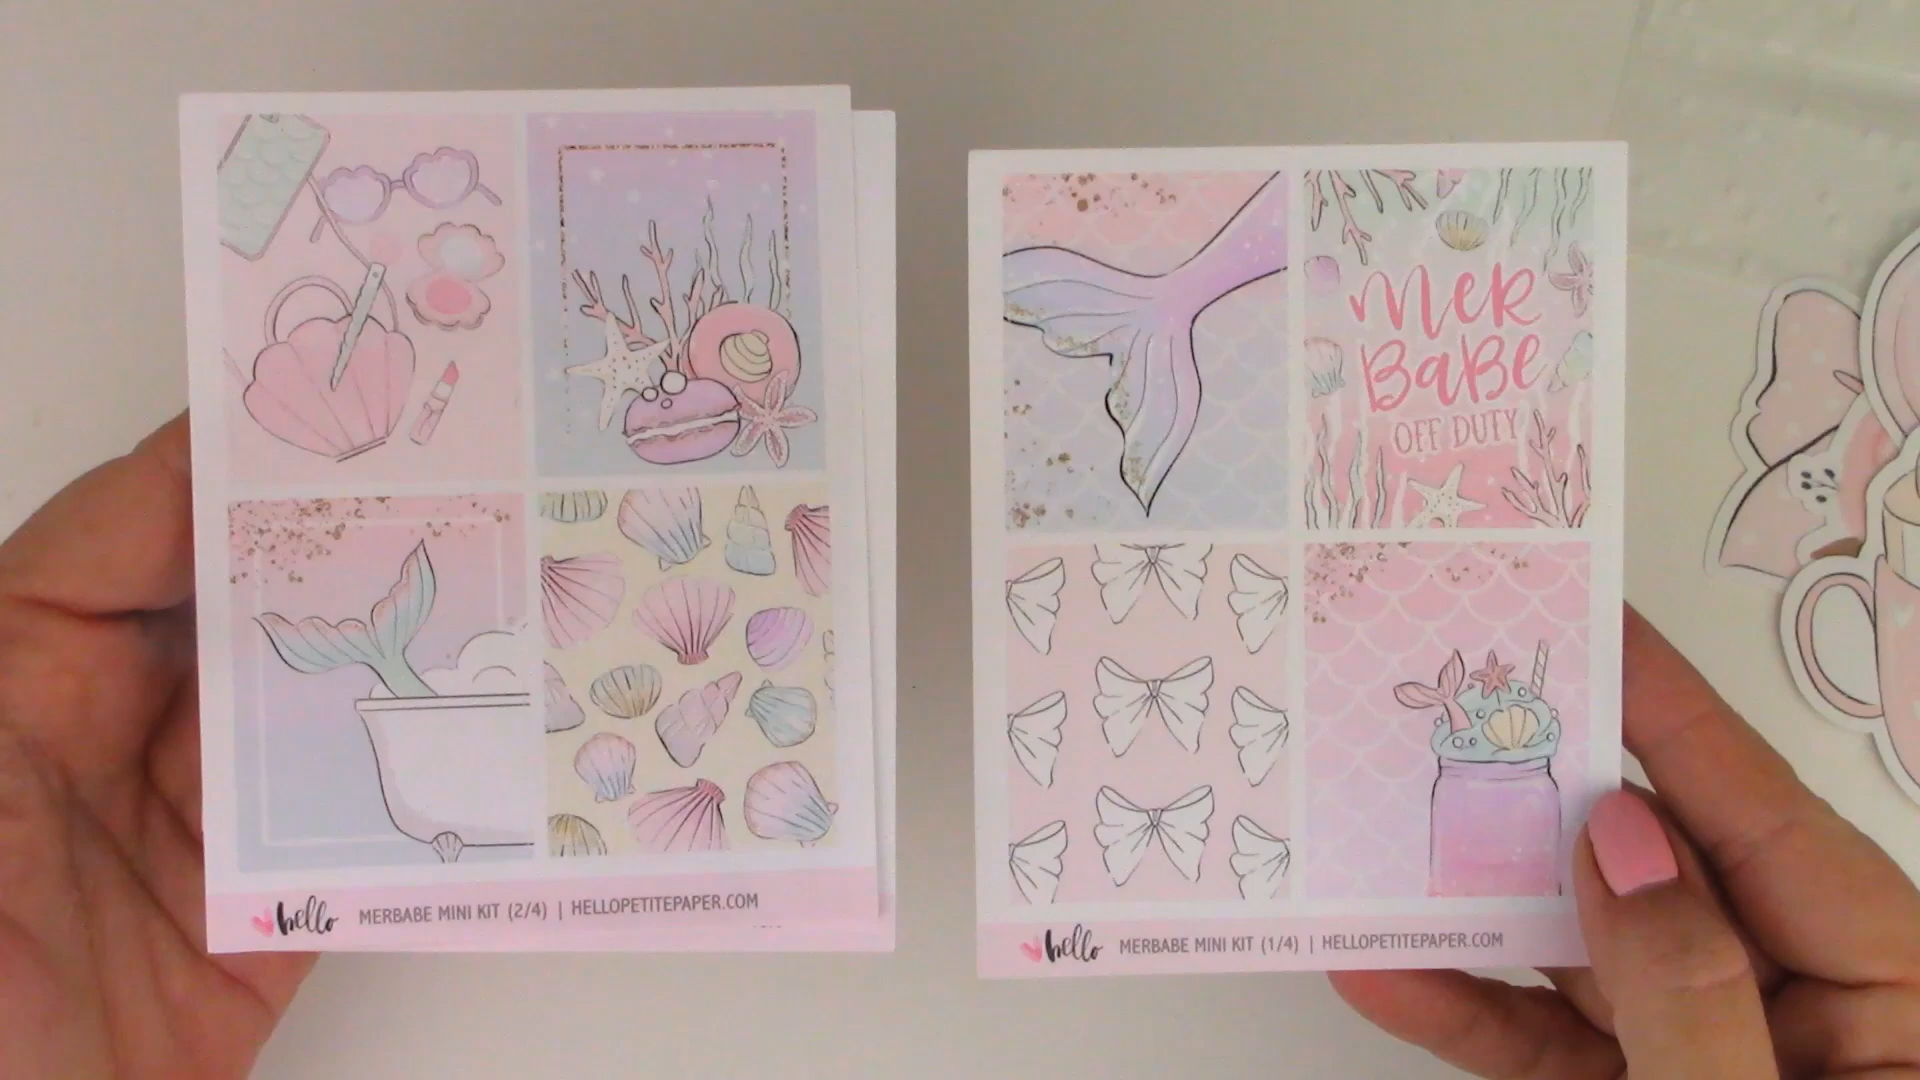 hello MERBABE MINI KIT (2/4) | HELLOPETITEPAPER.COM
MER
BABE
OFF DUTY
hello MERBABE MINI KIT (1/4) | HELLOPETITEPAPER.COM